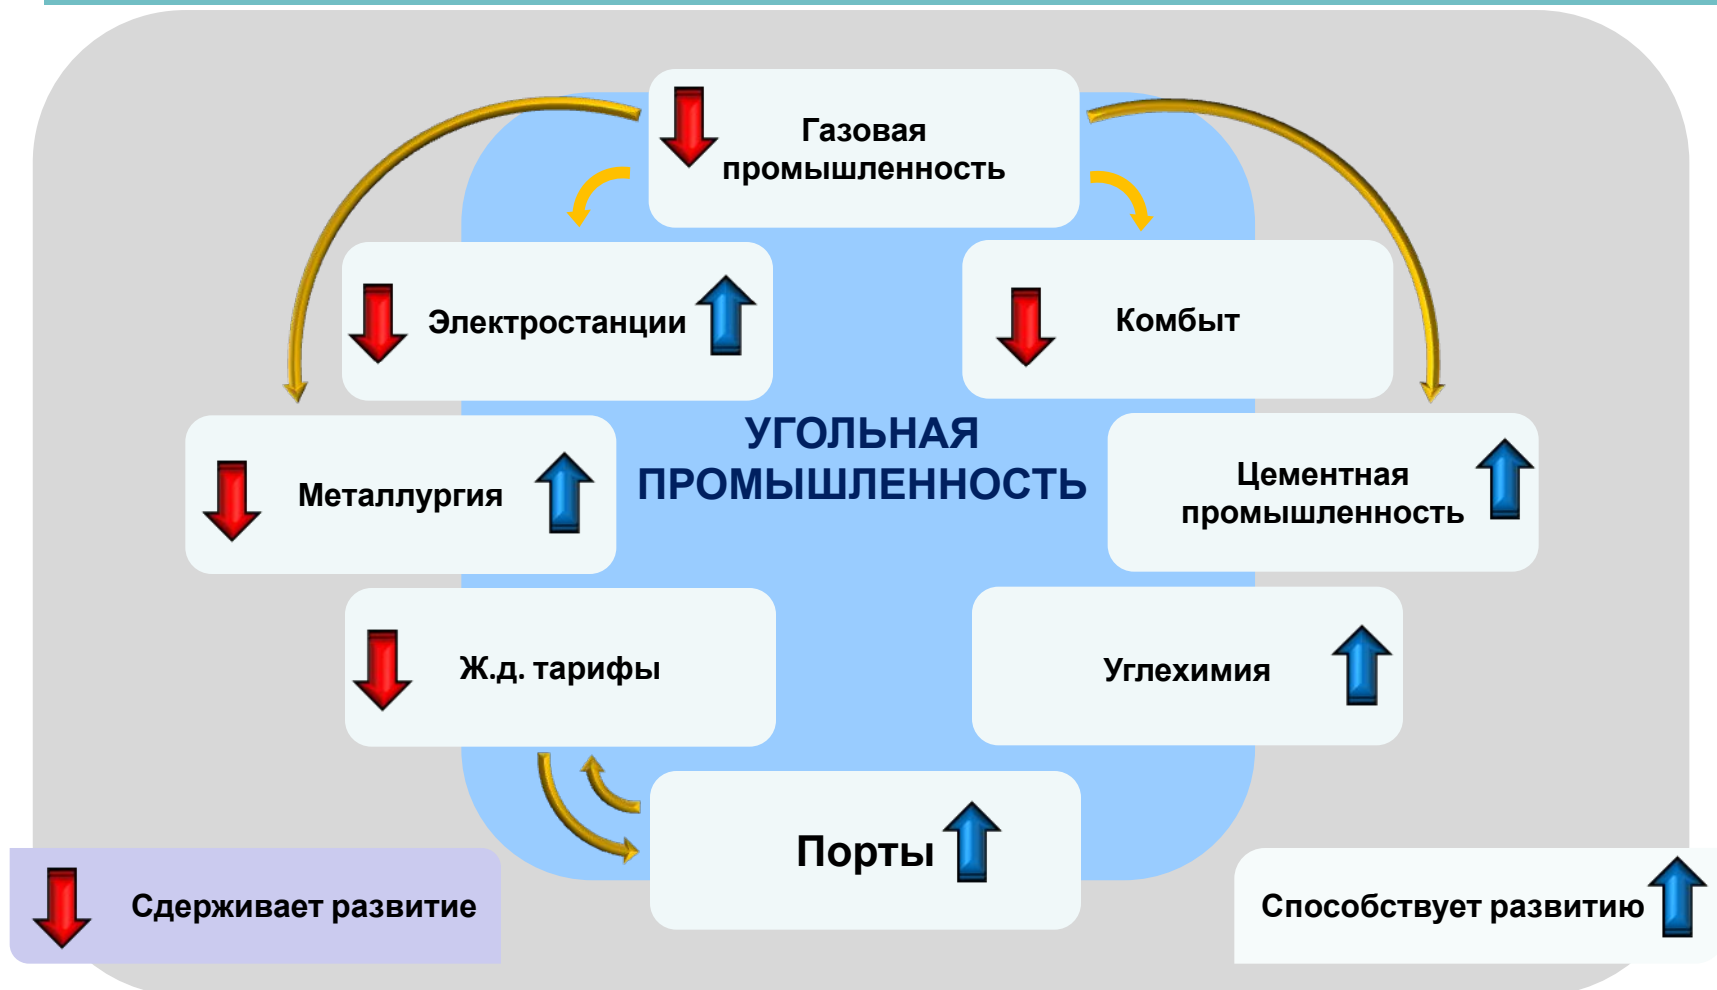 Газовая
промышленность
Электростанции
Комбыт
УГОЛЬНАЯ
ПРОМЫШЛЕННОСТЬ
Металлургия
Цементная
промышленность
Ж.д. тарифы
Углехимия
Порты
Сдерживает развитие
Способствует развитию